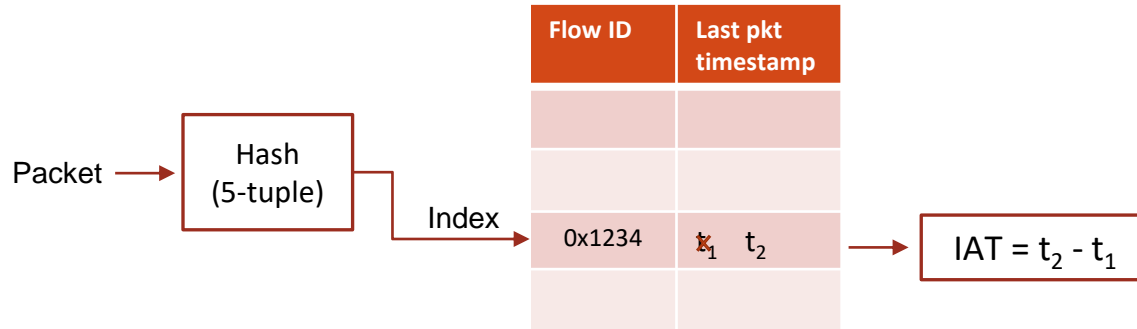 Flow ID
Last pkt
timestamp
Packet
Hash
(5-tuple)
Index
0x1234
t₁ t₂
IAT = t₂ - t₁